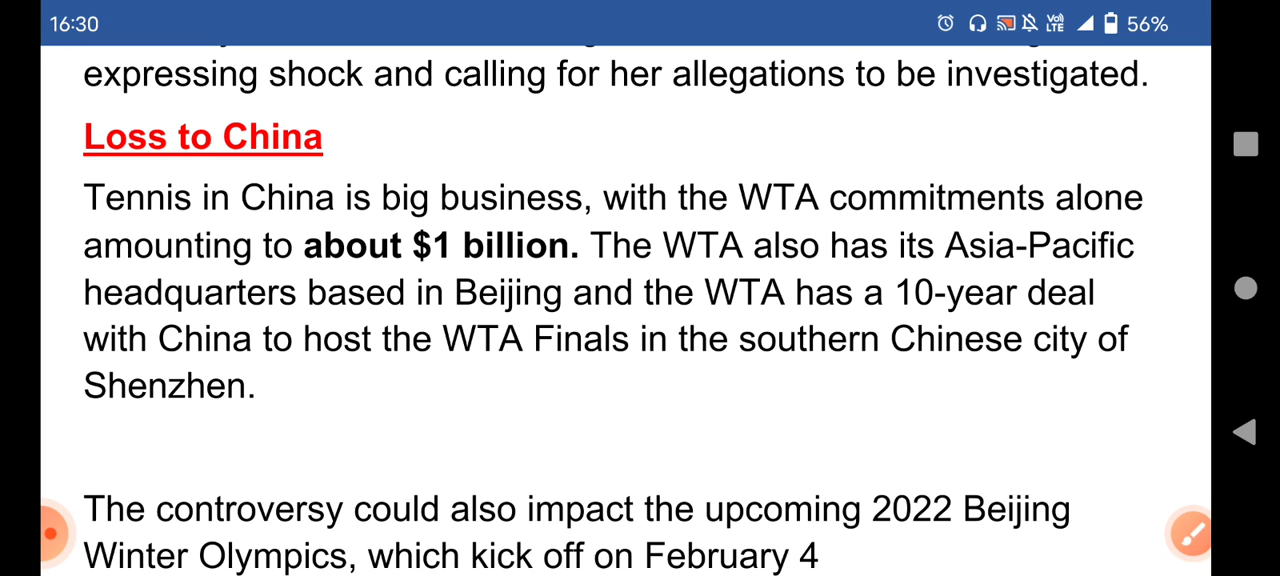 16:30
Vo) LTE
56%
expressing shock and calling for her allegations to be investigated.
Loss to China
Tennis in China is big business, with the WTA commitments alone
amounting to about $1 billion. The WTA also has its Asia-Pacific
headquarters based in Beijing and the WTA has a 10-year deal
with China to host the WTA Finals in the southern Chinese city of
Shenzhen.
The controversy could also impact the upcoming 2022 Beijing
Winter Olympics, which kick off on February 4